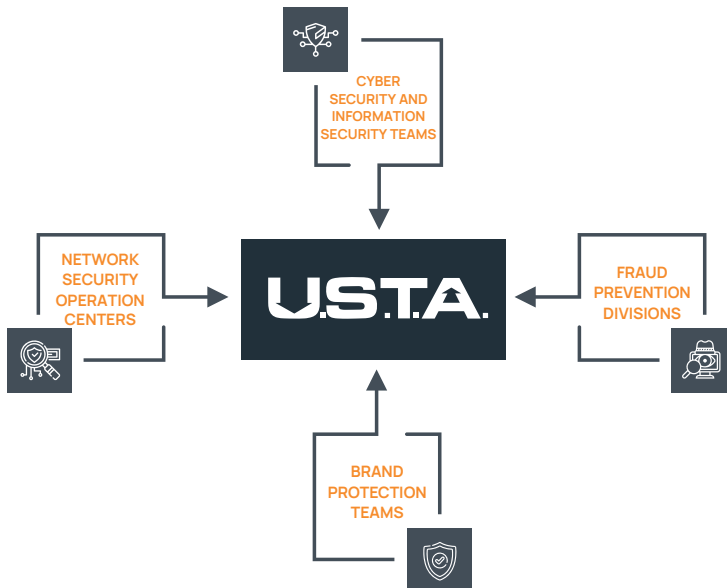 CYBER
SECURITY AND
INFORMATION
SECURITY TEAMS
NETWORK
SECURITY
OPERATION
CENTERS
U.S.T.A.
FRAUD
PREVENTION
DIVISIONS
BRAND
PROTECTION
TEAMS